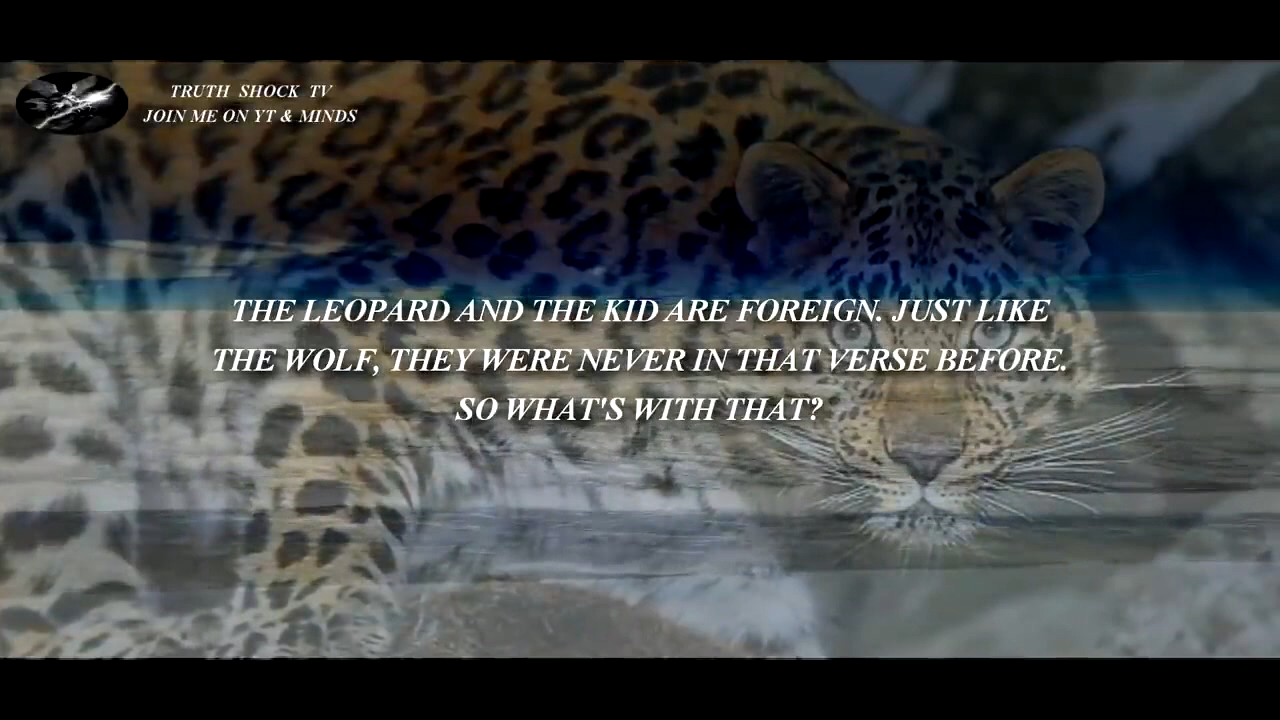 TRUTH SHOCK TV
JOIN ME ON YT & MINDS
THE LEOPARD AND THE KID ARE FOREIGN. JUST LIKE
THE WOLF, THEY WERE NEVER IN THAT VERSE BEFORE.
SO WHAT'S WITH THAT?